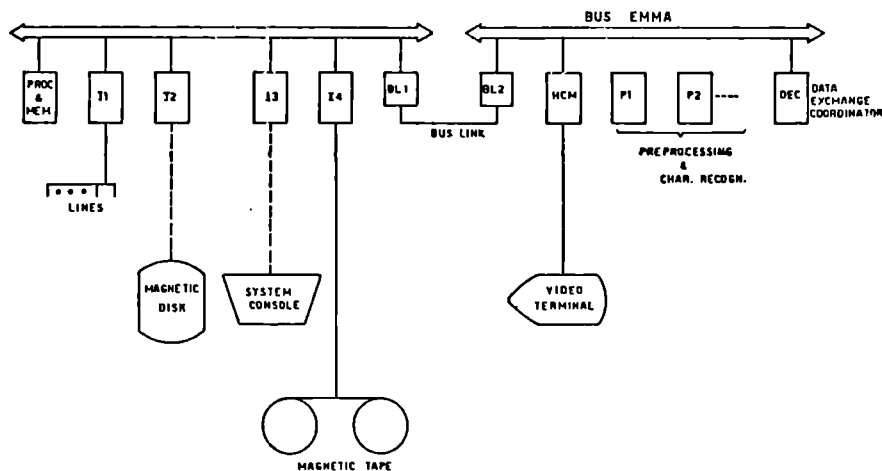 BUS EMMA
PROC
&
MEM.
I1
I2
I3
I4
BL1
BL2
HCM
P1
P2
DEC
DATA
EXCHANGE
COORDINATOR
BUS LINK
PREPROCESSING
&
CHAR. RECOGN.
LINES
MAGNETIC
DISK
SYSTEM
CONSOLE
VIDEO
TERMINAL
MAGNETIC TAPE